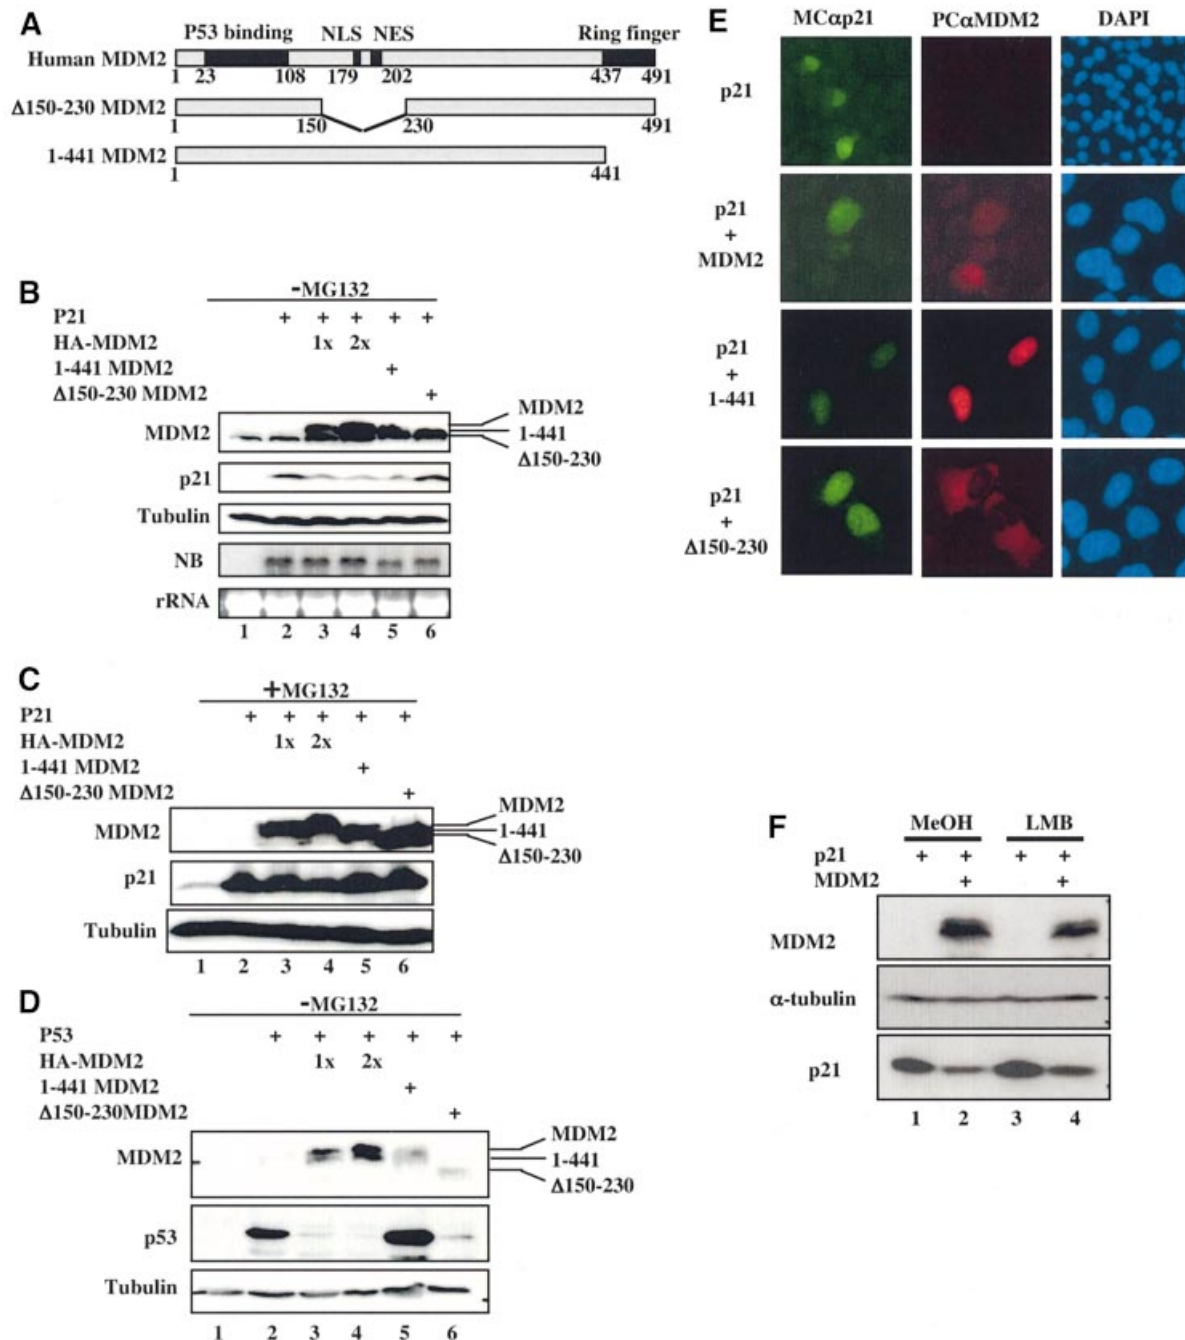 A
P53 binding NLS NES Ring finger
Human MDM2
1 23 108 179 202 437 491
Δ150-230 MDM2
1 150 230 491
1-441 MDM2
1 441
B
-MG132
P21 + + + + +
HA-MDM2 1x 2x
1-441 MDM2 +
Δ150-230 MDM2 +
MDM2
MDM2
1-441
Δ150-230
p21
Tubulin
NB
rRNA
1 2 3 4 5 6
C
+MG132
P21 + + + + +
HA-MDM2 1x 2x
1-441 MDM2 +
Δ150-230 MDM2 +
MDM2
MDM2
1-441
Δ150-230
p21
Tubulin
1 2 3 4 5 6
D
-MG132
P53 + + + + +
HA-MDM2 1x 2x
1-441 MDM2 +
Δ150-230MDM2 +
MDM2
MDM2
1-441
Δ150-230
p53
Tubulin
1 2 3 4 5 6
E
MCαp21 PCαMDM2 DAPI
p21
p21
+
MDM2
p21
+
1-441
p21
+
Δ150-230
F
MeOH LMB
p21 + + + +
MDM2 + +
MDM2
α-tubulin
p21
1 2 3 4